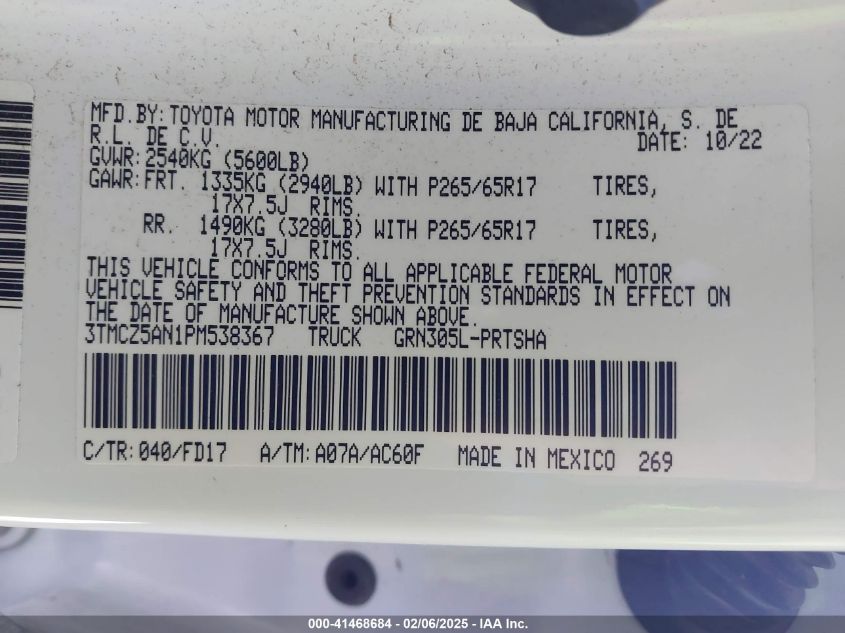 MFD.BY:TOYOTA MOTOR MANUFACTURING DE BAJA CALIFORNIA, S. DE
R.L. DE C.V. DATE: 10/22
GVWR:2540KG (5600LB)
GAWR:FRT. 1335KG (2940LB) WITH P265/65R17 TIRES,
17X7.5J RIMS.
RR. 1490KG (3280LB) WITH P265/65R17 TIRES,
17X7.5J RIMS.
THIS VEHICLE CONFORMS TO ALL APPLICABLE FEDERAL MOTOR
VEHICLE SAFETY AND THEFT PREVENTION STANDARDS IN EFFECT ON
THE DATE OF MANUFACTURE SHOWN ABOVE.
3TMCZ5AN1PM538367 TRUCK GRN305L-PRTSHA
C/TR:040/FD17 A/TM:A07A/AC60F MADE IN MEXICO 269
000-41468684 - 02/06/2025 - IAA Inc.